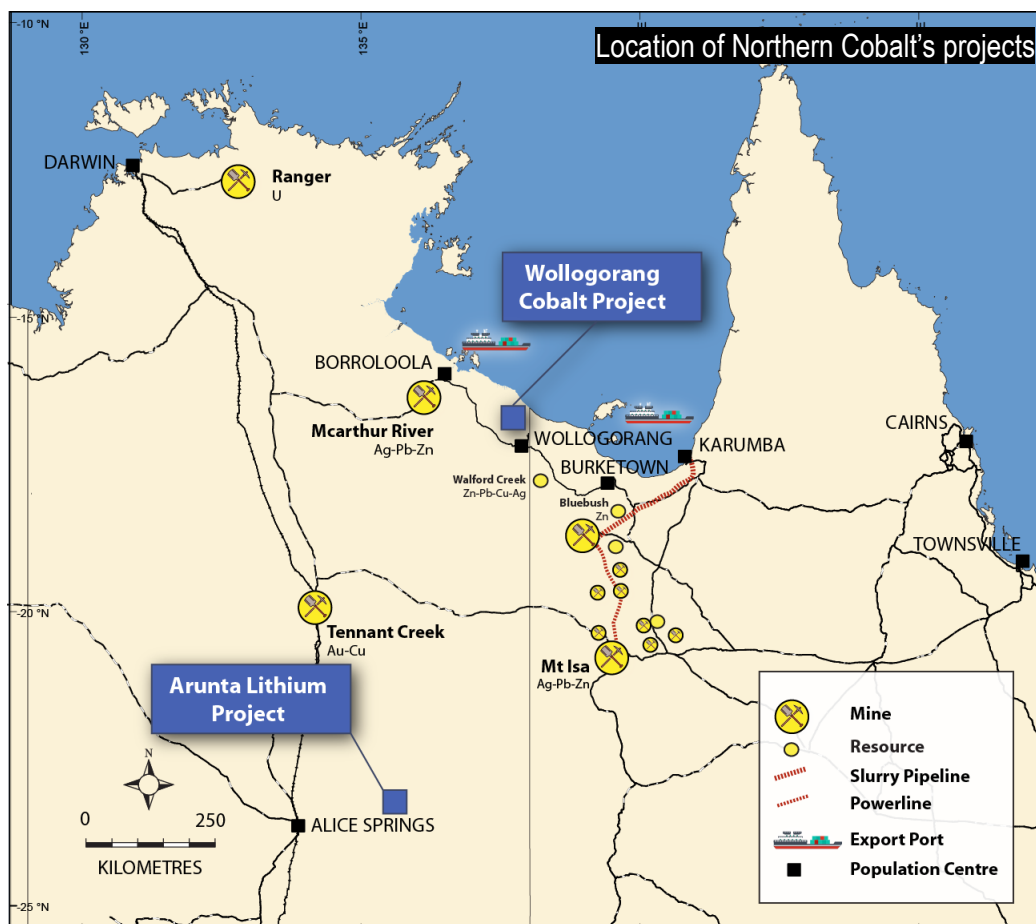 -10 °N
130 °E
135 °E
Location of Northern Cobalt's projects
DARWIN
Ranger
U
Wollogorang
Cobalt Project
-15 °N
BORROLOOLA
Mcarthur River
Ag-Pb-Zn
WOLLOGORANG
KARUMBA
CAIRNS
Walford Creek
Zn-Pb-Cu-Ag
BURKETOWN
Bluebush
Zn
TOWNSVILLE
-20 °N
Tennant Creek
Au-Cu
Mt Isa
Ag-Pb-Zn
Arunta Lithium
Project
N
0 250
KILOMETRES
ALICE SPRINGS
-25 °N
Mine
Resource
Slurry Pipeline
Powerline
Export Port
Population Centre